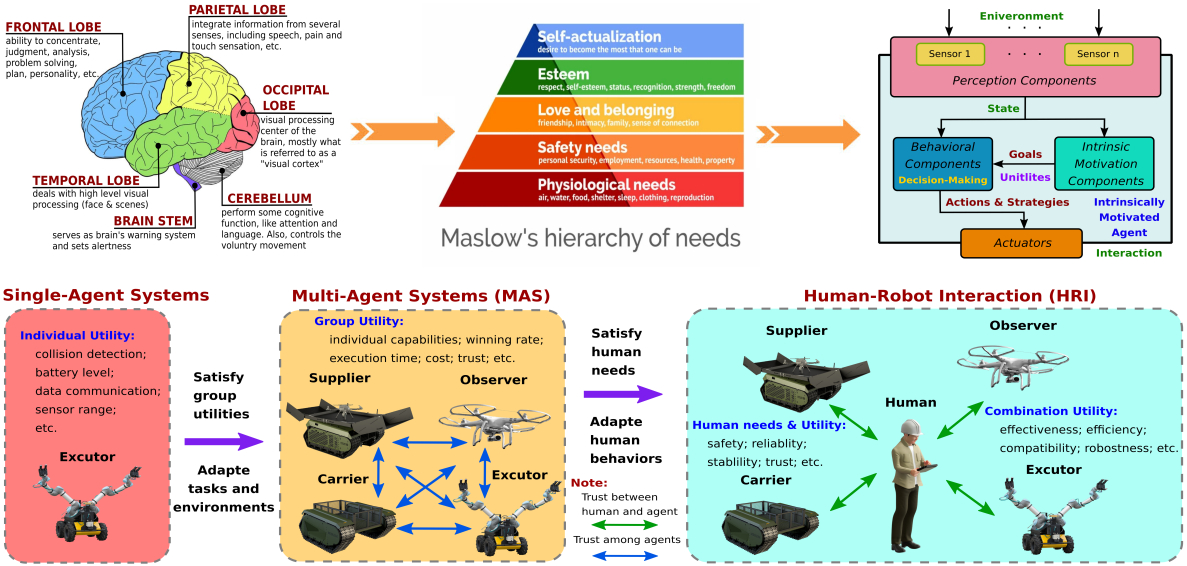 FRONTAL LOBE
ability to concentrate,
judgment, analysis,
problem solving,
plan, personality, etc.
PARIETAL LOBE
integrate information from several
senses, including speech, pain and
touch sensation, etc.
OCCIPITAL
LOBE
visual processing
center of the
brain, mostly what
is referred to as a
"visual cortex"
TEMPORAL LOBE
deals with high level visual
processing (face & scenes)
BRAIN STEM
serves as brain's warning system
and sets alertness
CEREBELLUM
perform some cognitive
function, like attention and
language. Also, controls the
voluntry movement
Self-actualization
desire to become the most that one can be
Esteem
respect, self-esteem, status, recognition, strength, freedom
Love and belonging
friendship, intimacy, family, sense of connection
Safety needs
personal security, employment, resources, health, property
Physiological needs
air, water, food, shelter, sleep, clothing, reproduction
Maslow's hierarchy of needs
Eniveronment
. . .
Sensor 1 . . . Sensor n
Perception Components
State
Behavioral
Components
Decision-Making
Goals
Unitlites
Intrinsic
Motivation
Components
Actions & Strategies
Intrinsically
Motivated
Agent
Actuators
Interaction
Single-Agent Systems
Individual Utility:
collision detection;
battery level;
data communication;
sensor range;
etc.
Excutor
Satisfy
group
utilities
Adapte
tasks and
environments
Multi-Agent Systems (MAS)
Group Utility:
individual capabilities; winning rate;
execution time; cost; trust; etc.
Supplier
Observer
Carrier
Excutor
Satisfy
human
needs
Adapte
human
behaviors
Note:
Trust between
human and agent
Trust among agents
Human-Robot Interaction (HRI)
Supplier
Observer
Human
Human needs & Utility:
safety; reliablity;
stablility; trust; etc.
Combination Utility:
effectiveness; efficiency;
compatibility; robostness; etc.
Carrier
Excutor